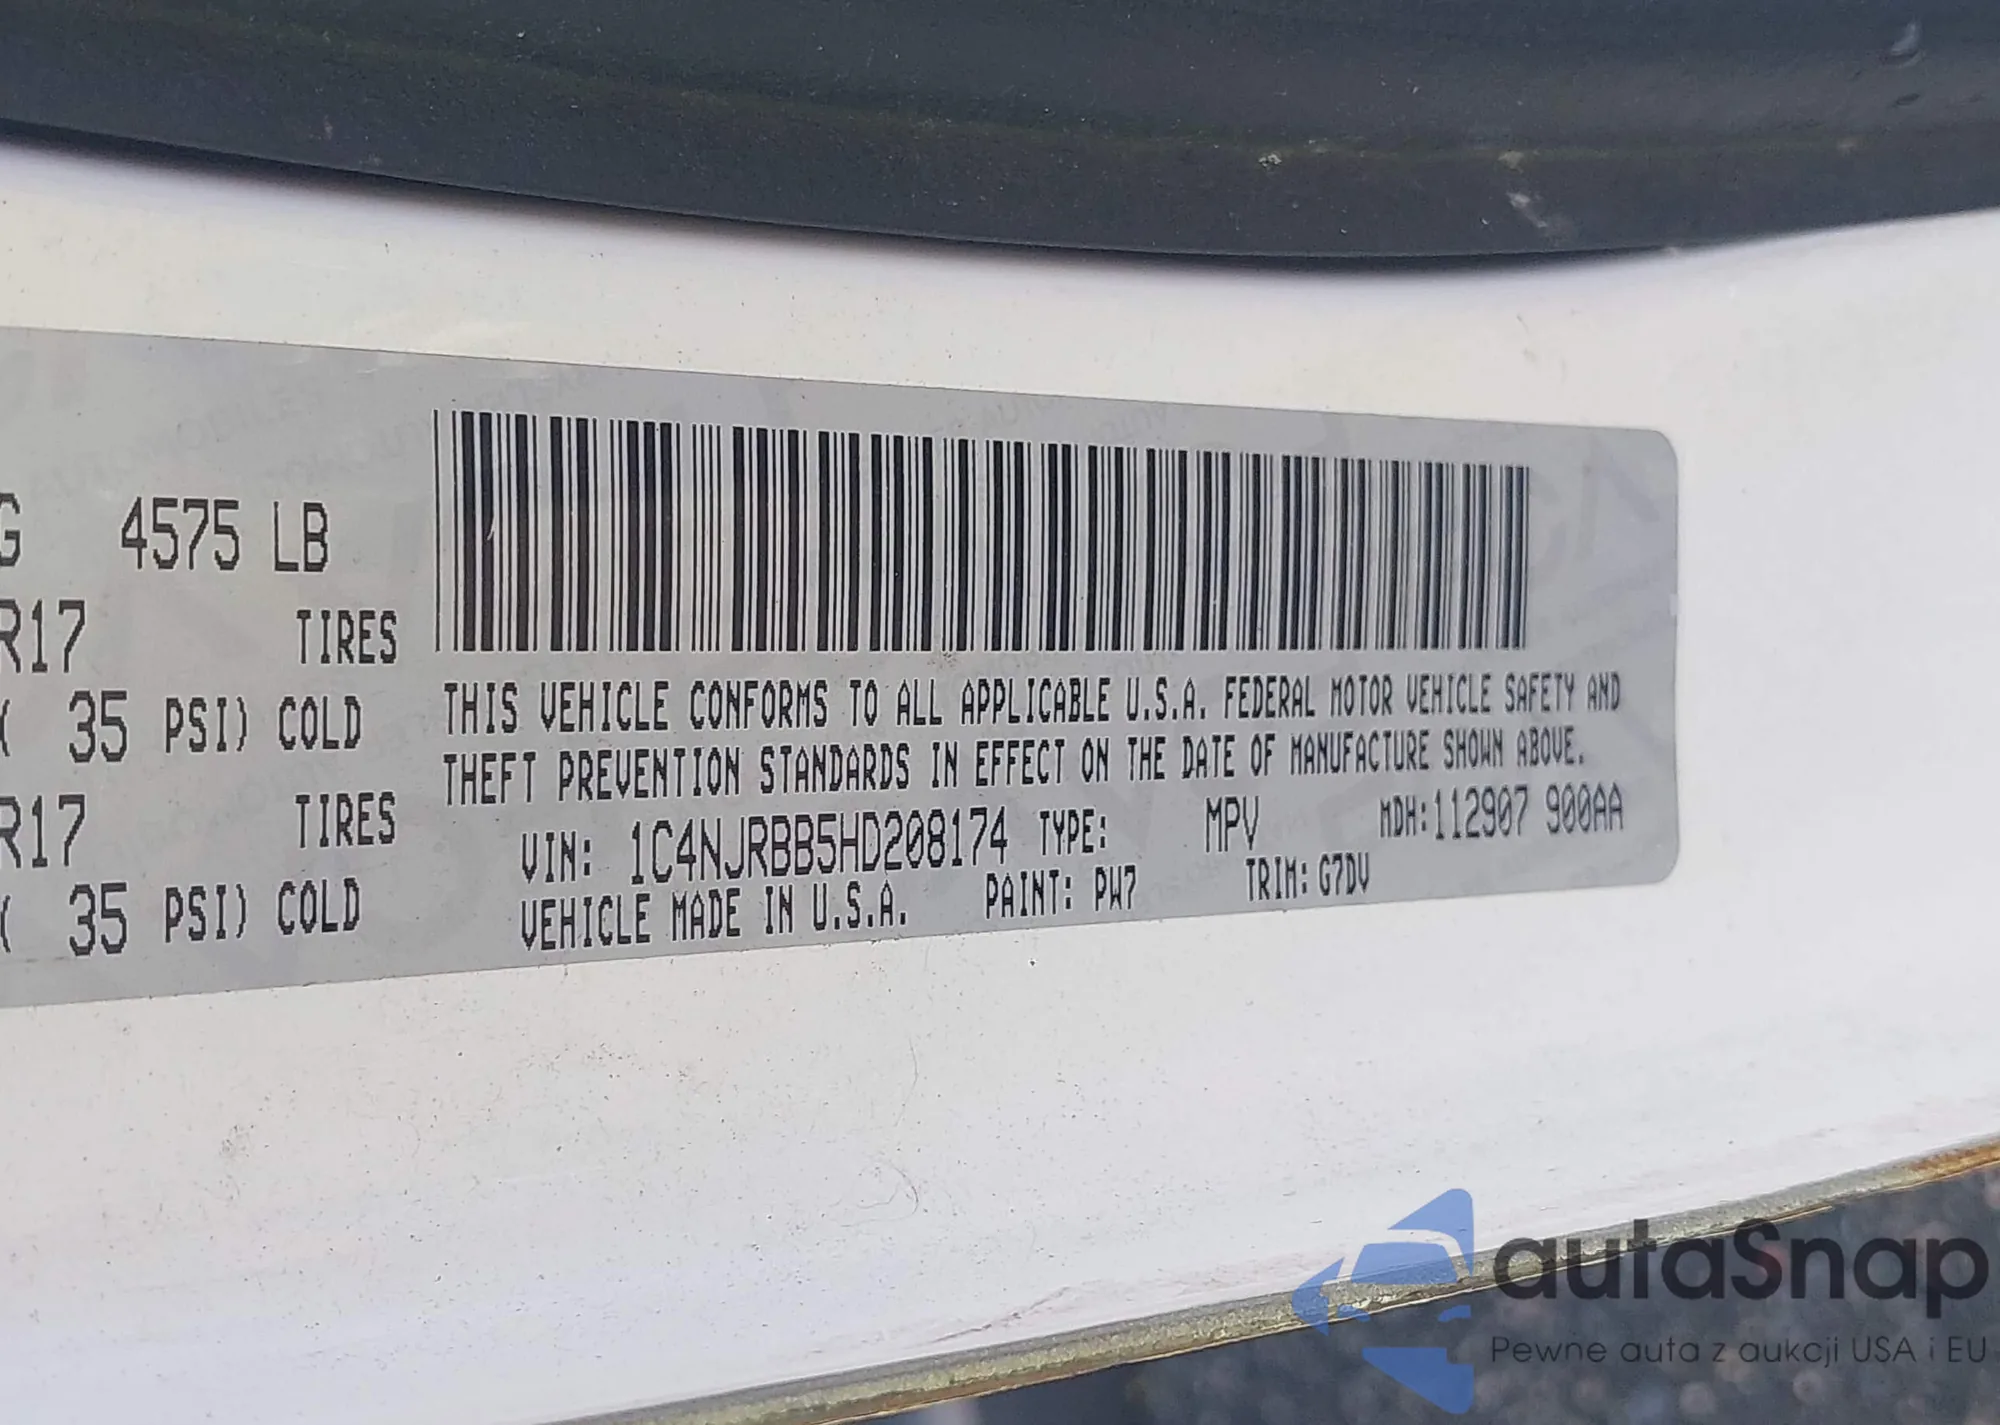 G 4575 LB
R17 TIRES
( 35 PSI) COLD
R17 TIRES
( 35 PSI) COLD
THIS VEHICLE CONFORMS TO ALL APPLICABLE U.S.A. FEDERAL MOTOR VEHICLE SAFETY AND
THEFT PREVENTION STANDARDS IN EFFECT ON THE DATE OF MANUFACTURE SHOWN ABOVE.
VIN: 1C4NJRBB5HD208174 TYPE: MPV MDH:112907 900AA
VEHICLE MADE IN U.S.A. PAINT: PW7 TRIM: G7DV
autaSnap
Pewne auta z aukcji USA i EU